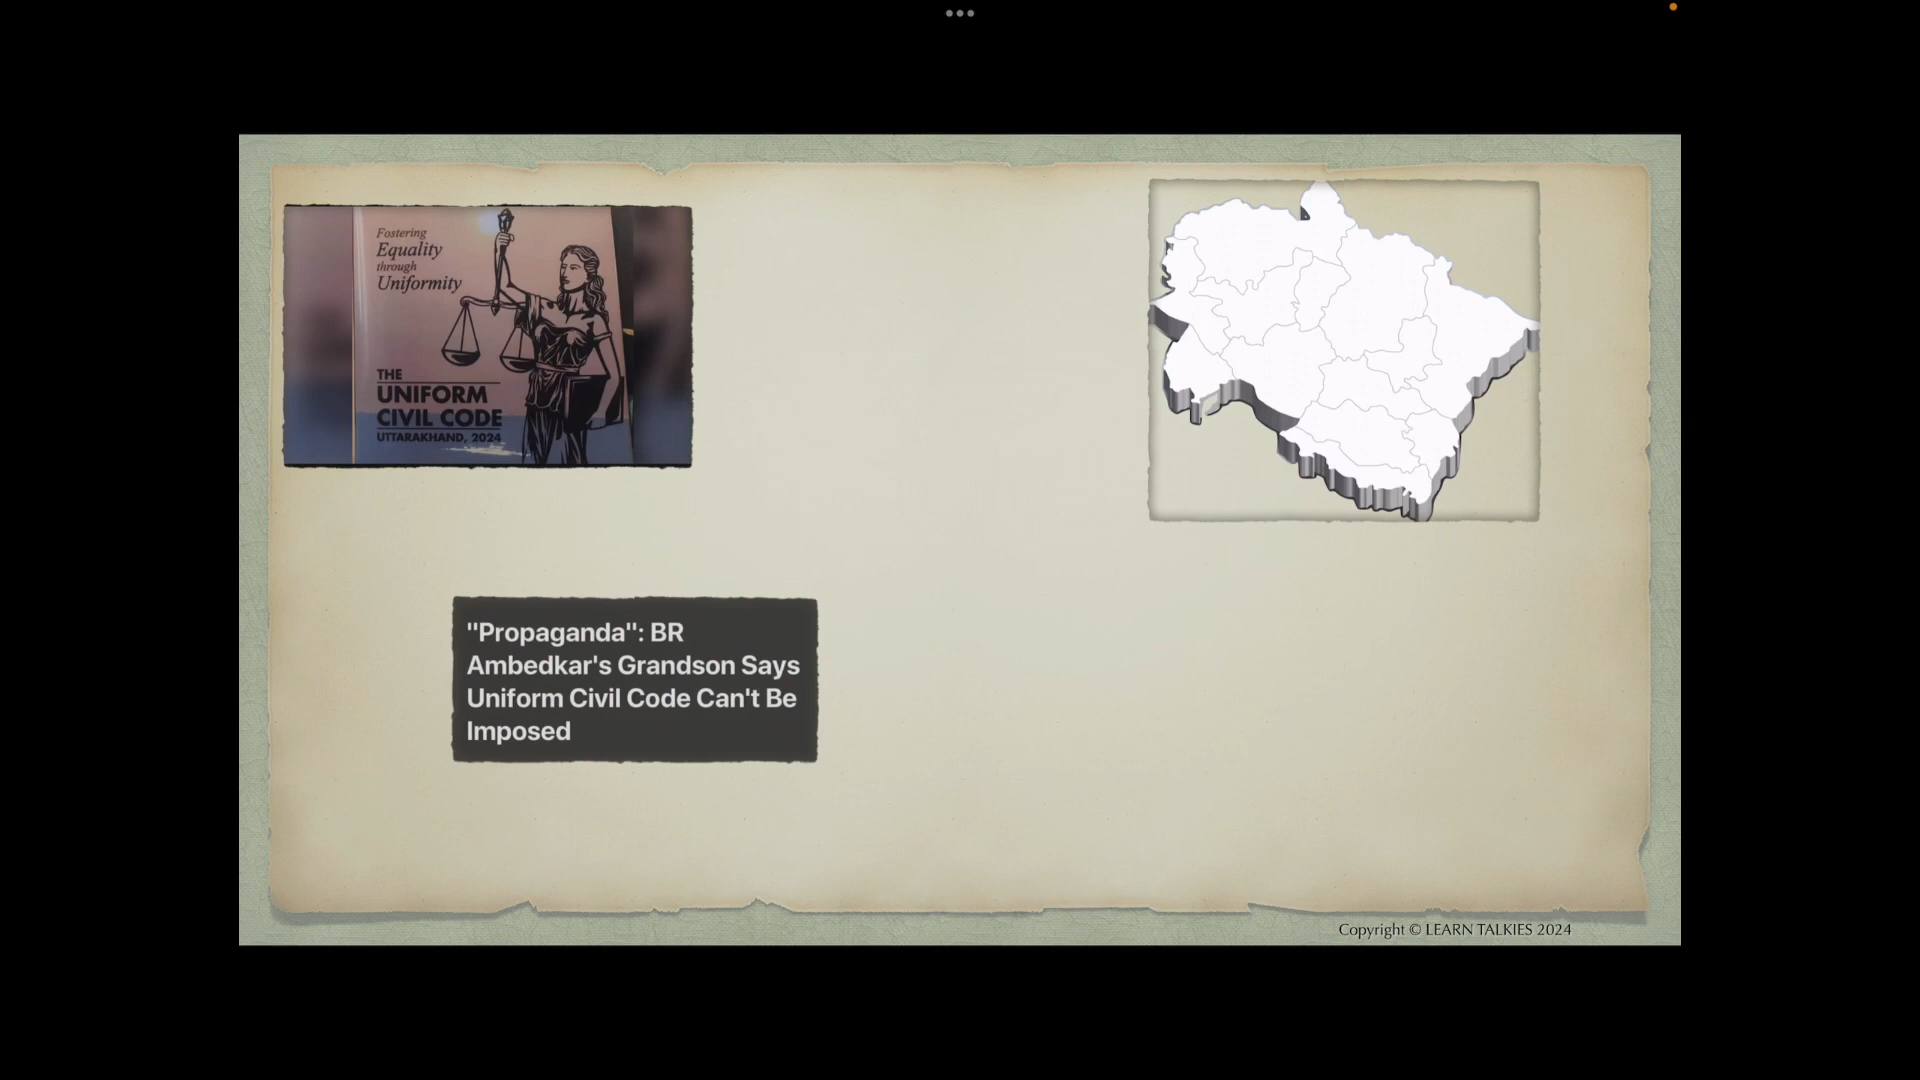 Fostering
Equality
through
Uniformity
THE
UNIFORM
CIVIL CODE
UTTARAKHAND, 2024
"Propaganda": BR
Ambedkar's Grandson Says
Uniform Civil Code Can't Be
Imposed
Copyright © LEARN TALKIES 2024